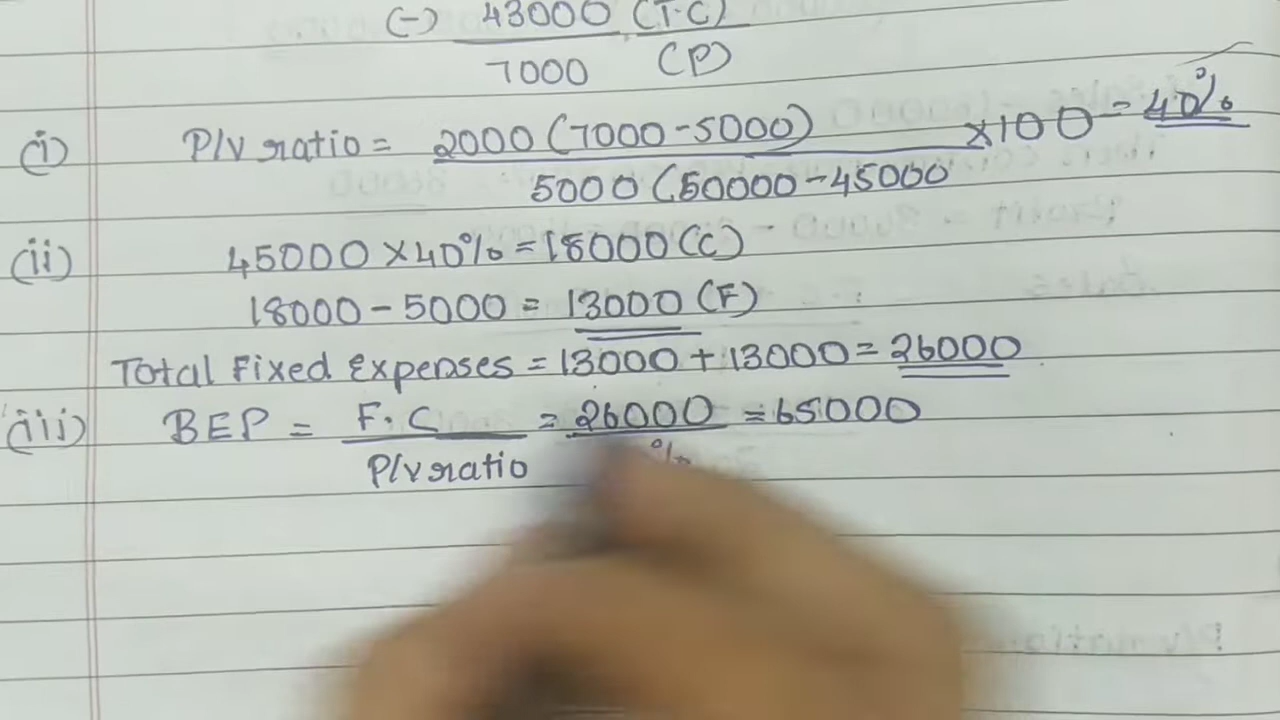 (-) 43000 (T.C)
7000 (P)
(i) P/V ratio = 2000 (7000-5000) x100 = 40%
5000 (50000-45000
(ii) 45000 x 40% = 18000 (C)
18000 - 5000 = 13000 (F)
Total Fixed Expenses = 13000 + 13000 = 26000
(iii) BEP = F.C = 26000 = 65000
P/V ratio %